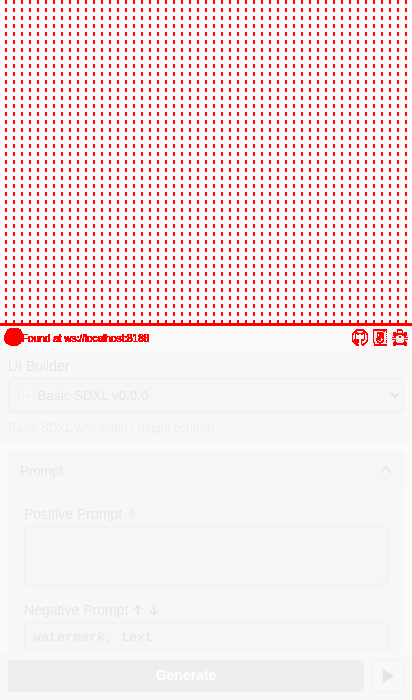 Found at ws://localhost:8188
UI Builder
Basic SDXL v0.0.0
Basic SDXL with width / height controls
Prompt
Positive Prompt
Negative Prompt
watermark, text
Generate